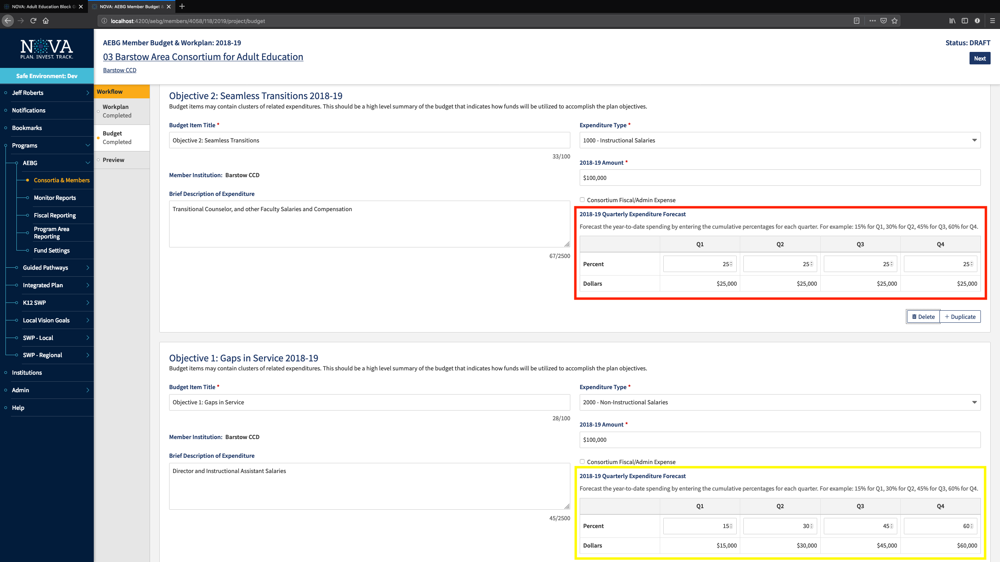 NOVA: Adult Education Block G
NOVA: AEBG Member Budget &
localhost:4200/aebg/members/4058/118/2019/project/budget
NOVA
PLAN. INVEST. TRACK.
Safe Environment: Dev
Jeff Roberts
Notifications
Bookmarks
Programs
AEBG
Consortia & Members
Monitor Reports
Fiscal Reporting
Program Area
Reporting
Fund Settings
Guided Pathways
Integrated Plan
K12 SWP
Local Vision Goals
SWP - Local
SWP - Regional
Institutions
Admin
Help
AEBG Member Budget & Workplan: 2018-19
03 Barstow Area Consortium for Adult Education
Barstow CCD
Status: DRAFT
Next
Workflow
Workplan
Completed
Budget
Completed
Preview
Objective 2: Seamless Transitions 2018-19
Budget items may contain clusters of related expenditures. This should be a high level summary of the budget that indicates how funds will be utilized to accomplish the plan objectives.
Budget Item Title *
Objective 2: Seamless Transitions
33/100
Member Institution: Barstow CCD
Brief Description of Expenditure
Transitional Counselor, and other Faculty Salaries and Compensation
67/2500
Expenditure Type *
1000 - Instructional Salaries
2018-19 Amount *
$100,000
Consortium Fiscal/Admin Expense
2018-19 Quarterly Expenditure Forecast
Forecast the year-to-date spending by entering the cumulative percentages for each quarter. For example: 15% for Q1, 30% for Q2, 45% for Q3, 60% for Q4.
Q1 Q2 Q3 Q4
Percent 25 25 25 25
Dollars $25,000 $25,000 $25,000 $25,000
Delete + Duplicate
Objective 1: Gaps in Service 2018-19
Budget items may contain clusters of related expenditures. This should be a high level summary of the budget that indicates how funds will be utilized to accomplish the plan objectives.
Budget Item Title *
Objective 1: Gaps in Service
28/100
Member Institution: Barstow CCD
Brief Description of Expenditure
Director and Instructional Assistant Salaries
45/2500
Expenditure Type *
2000 - Non-Instructional Salaries
2018-19 Amount *
$100,000
Consortium Fiscal/Admin Expense
2018-19 Quarterly Expenditure Forecast
Forecast the year-to-date spending by entering the cumulative percentages for each quarter. For example: 15% for Q1, 30% for Q2, 45% for Q3, 60% for Q4.
Q1 Q2 Q3 Q4
Percent 15 30 45 60
Dollars $15,000 $30,000 $45,000 $60,000